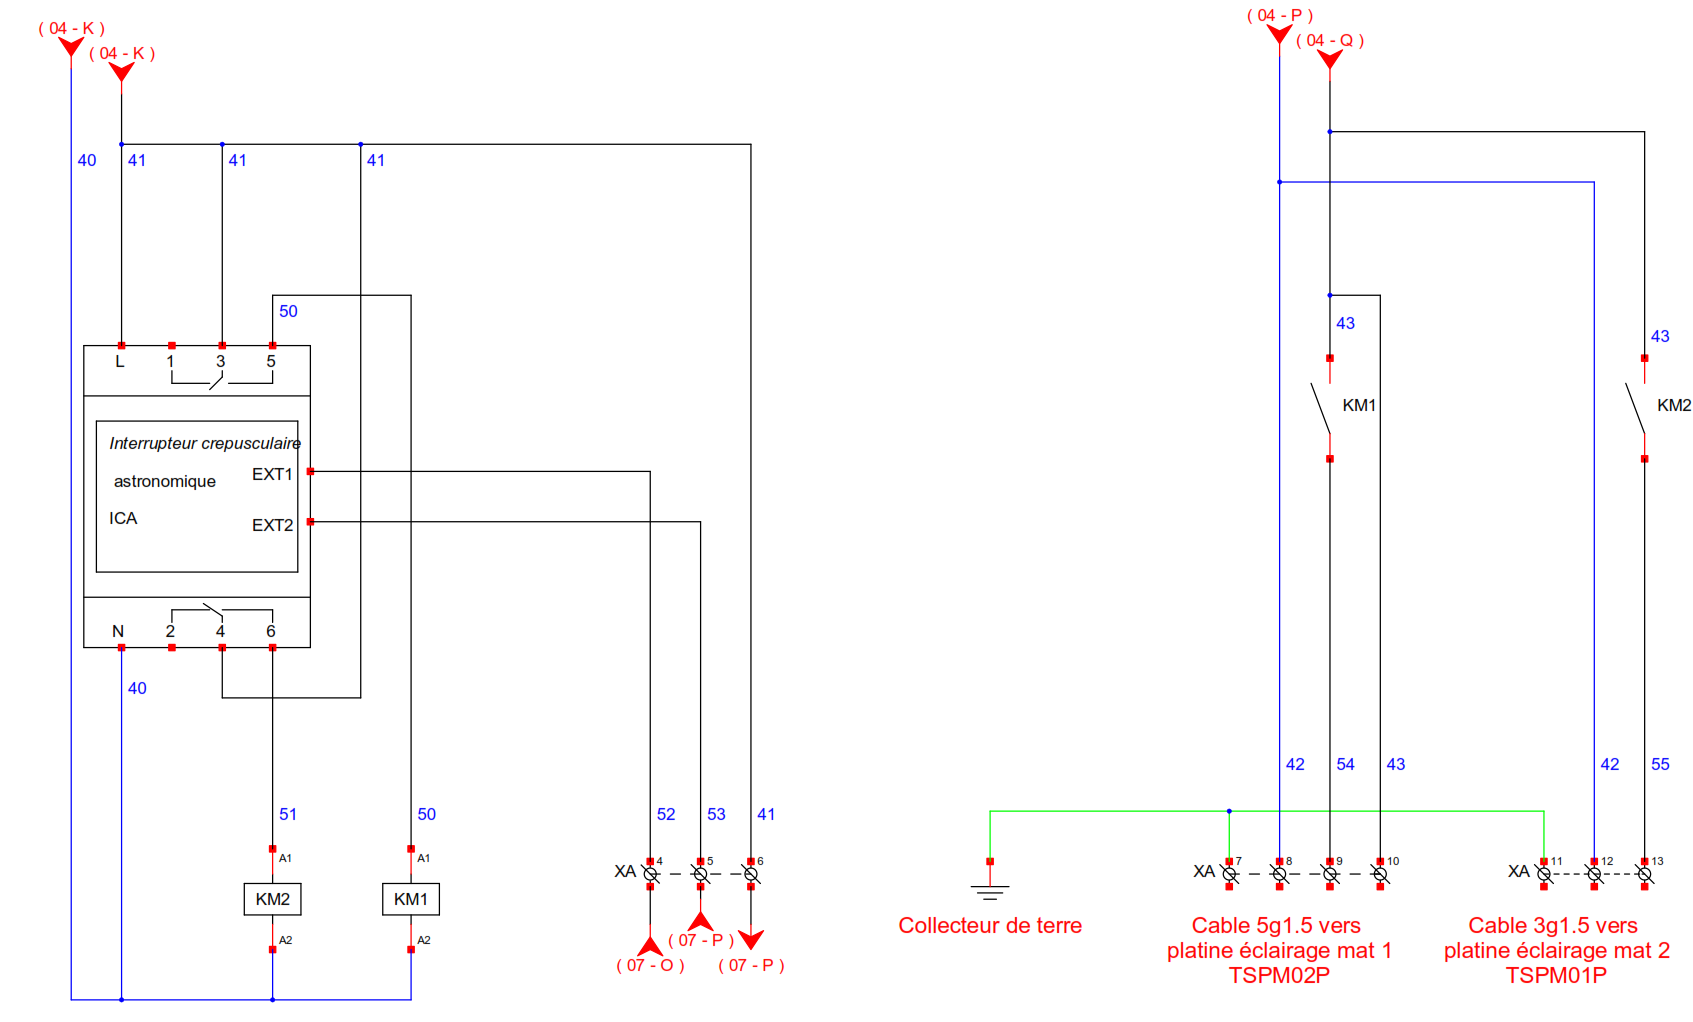 ( 04 - K )
( 04 - K )
( 04 - P )
( 04 - Q )
40
41
41
41
50
43
43
L
1
3
5
KM1
KM2
Interrupteur crepusculaire
astronomique
EXT1
ICA
EXT2
N
2
4
6
40
42
54
43
42
55
51
50
52
53
41
A1
A1
XA
4
5
6
XA
7
8
9
10
XA
11
12
13
KM2
KM1
A2
A2
( 07 - P )
( 07 - O )
( 07 - P )
Collecteur de terre
Cable 5g1.5 vers
platine éclairage mat 1
TSPM02P
Cable 3g1.5 vers
platine éclairage mat 2
TSPM01P